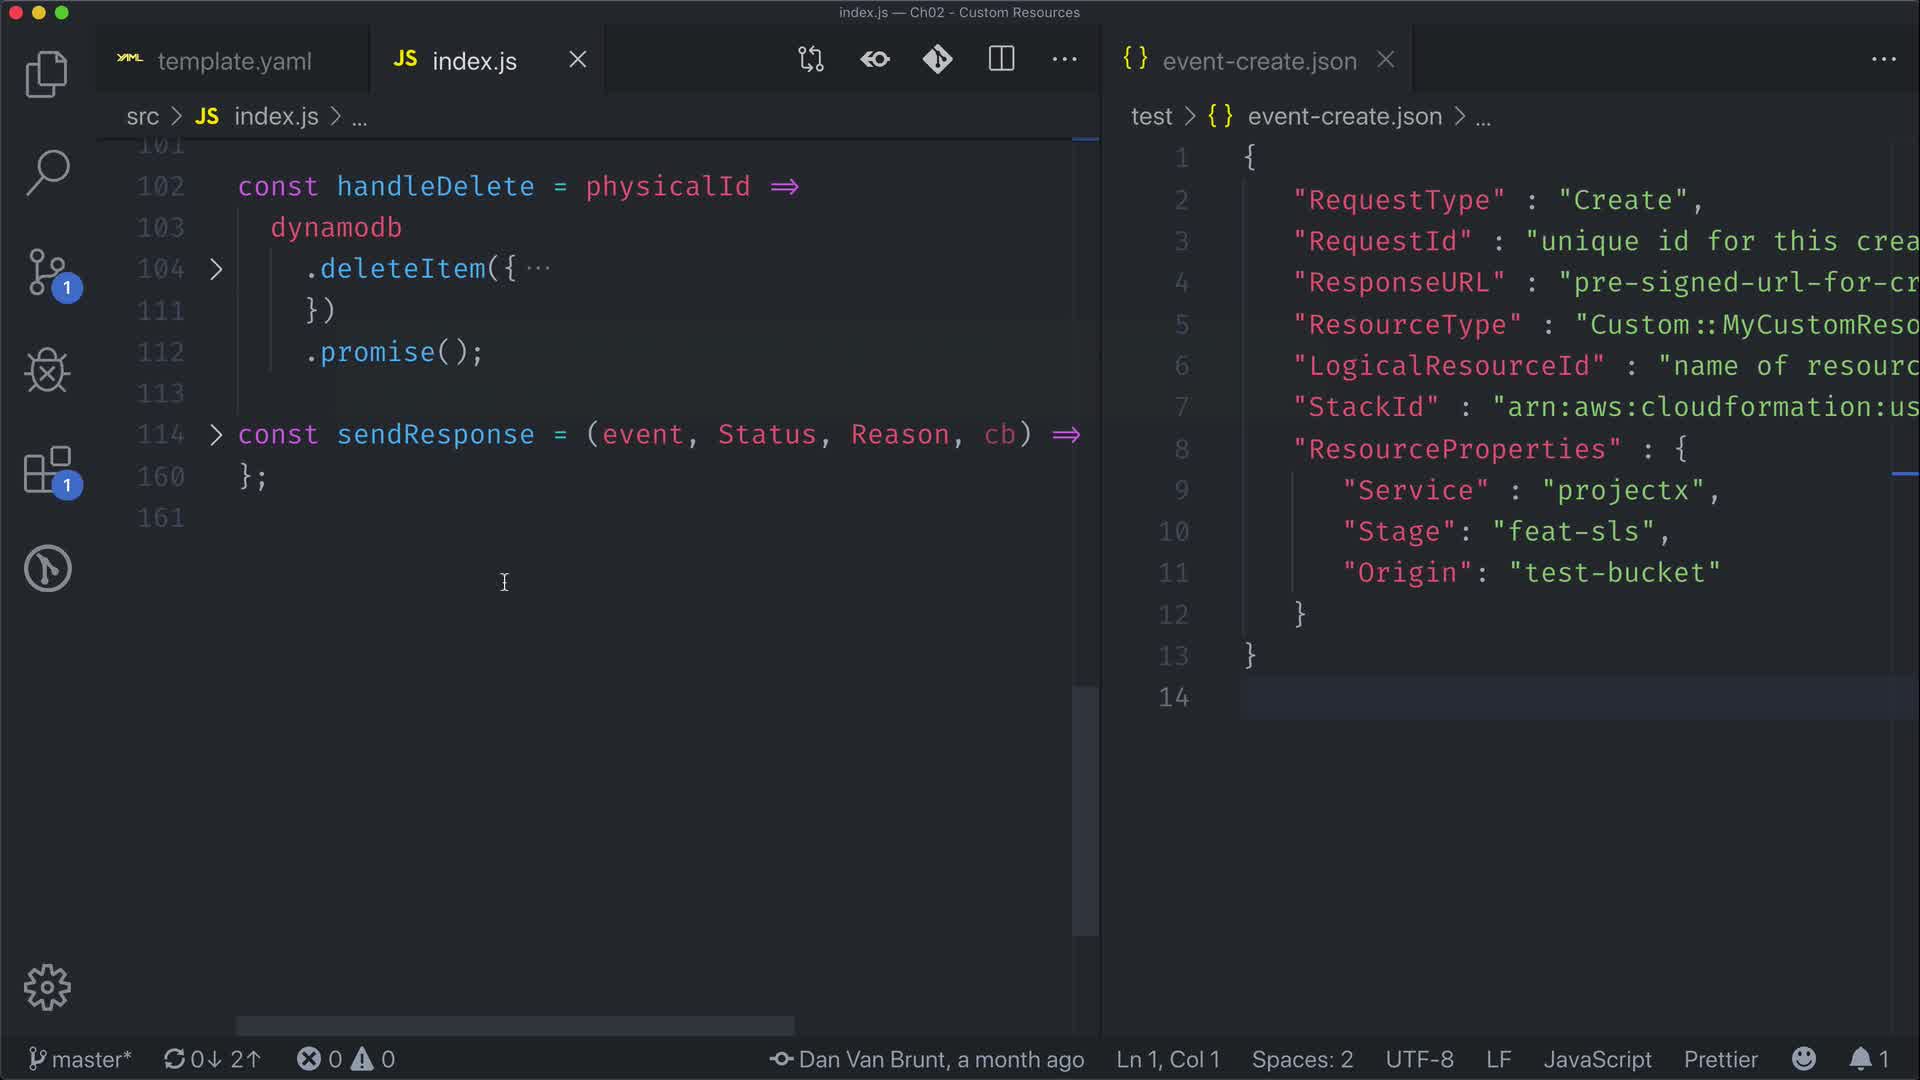 index.js — Ch02 - Custom Resources
YAML template.yaml
JS index.js
{} event-create.json
src > JS index.js > ...
101
102 const handleDelete = physicalId =>
103 dynamodb
104 .deleteItem({ ...
111 })
112 .promise();
113
114 const sendResponse = (event, Status, Reason, cb) =>
160 };
161
test > {} event-create.json > ...
1 {
2 "RequestType" : "Create",
3 "RequestId" : "unique id for this crea
4 "ResponseURL" : "pre-signed-url-for-cr
5 "ResourceType" : "Custom::MyCustomReso
6 "LogicalResourceId" : "name of resourc
7 "StackId" : "arn:aws:cloudformation:us
8 "ResourceProperties" : {
9 "Service" : "projectx",
10 "Stage": "feat-sls",
11 "Origin": "test-bucket"
12 }
13 }
14
1
1
master* 0↓ 2↑ 0 0 Dan Van Brunt, a month ago Ln 1, Col 1 Spaces: 2 UTF-8 LF JavaScript Prettier 1